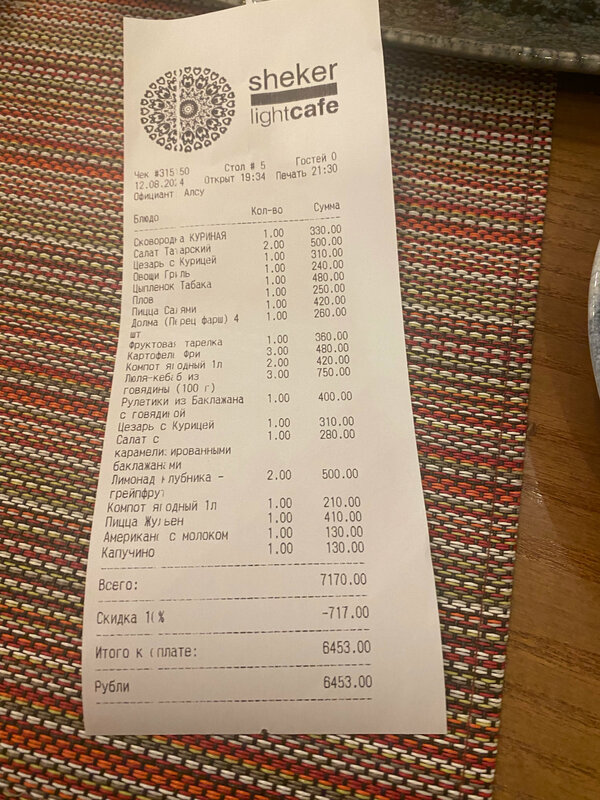 sheker
lightcafe
Чек #31550 Стол # 5 Гостей 0
12.08.2024 Открыт 19:34 Печать 21:30
Официант Алсу
Блюдо Кол-во Сумма
Сковородка КУРИНАЯ 1.00 330.00
Салат Татарский 2.00 500.00
Цезарь с Курицей 1.00 310.00
Овощи Гриль 1.00 240.00
Цыпленок Табака 1.00 480.00
Плов 1.00 250.00
Пицца Салями 1.00 420.00
Долма (Перец фарш) 4 1.00 260.00
шт
Фруктовая тарелка 1.00 360.00
Картофель Фри 3.00 480.00
Компот ягодный 1л 2.00 420.00
Люля-кебаб из 3.00 750.00
говядины (100 г)
Рулетики из Баклажана 1.00 400.00
с говядиной
Цезарь с Курицей 1.00 310.00
Салат с 1.00 280.00
карамелизированными
баклажанами
Лимонад клубника - 2.00 500.00
грейпфрут
Компот ягодный 1л 1.00 210.00
Пицца Жульен 1.00 410.00
Американо с молоком 1.00 130.00
Капучино 1.00 130.00
Всего: 7170.00
Скидка 10% -717.00
Итого к оплате: 6453.00
Рубли 6453.00